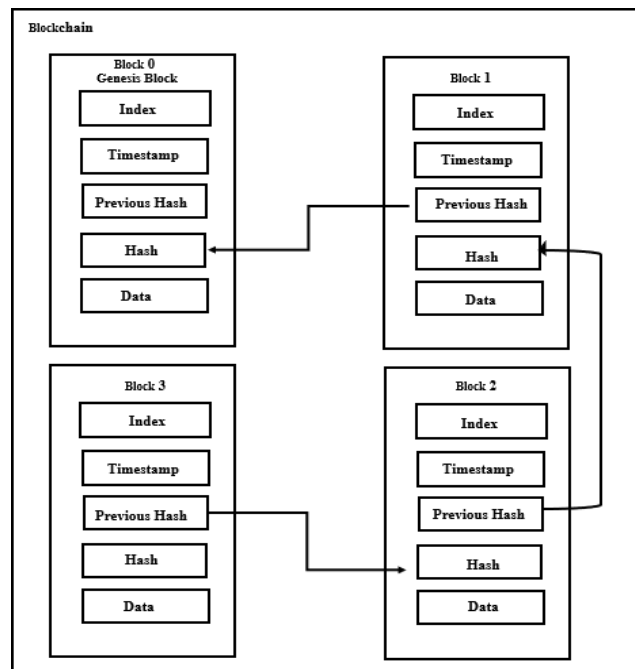 Blockchain
Block 0
Genesis Block
Index
Timestamp
Previous Hash
Hash
Data
Block 1
Index
Timestamp
Previous Hash
Hash
Data
Block 3
Index
Timestamp
Previous Hash
Hash
Data
Block 2
Index
Timestamp
Previous Hash
Hash
Data